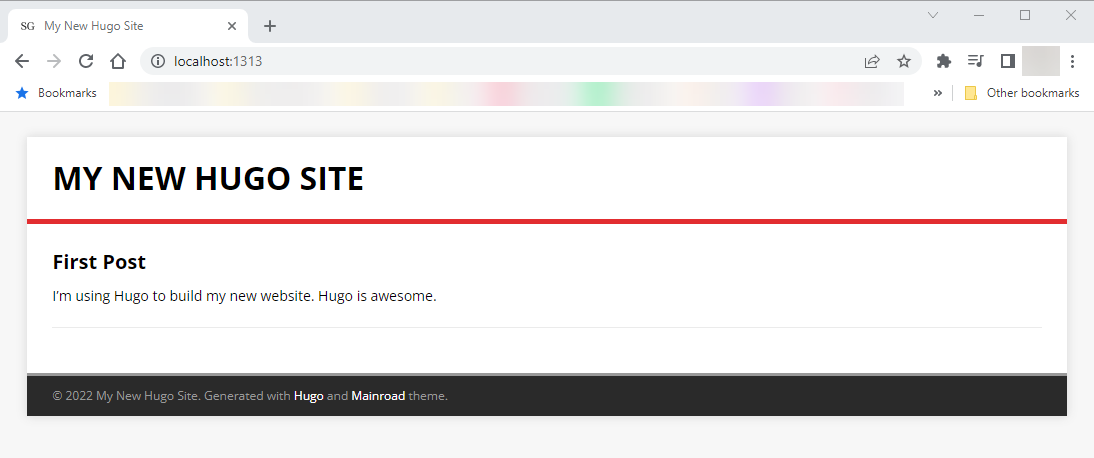 SG My New Hugo Site
localhost:1313
Bookmarks » Other bookmarks
MY NEW HUGO SITE
First Post
I'm using Hugo to build my new website. Hugo is awesome.
© 2022 My New Hugo Site. Generated with Hugo and Mainroad theme.